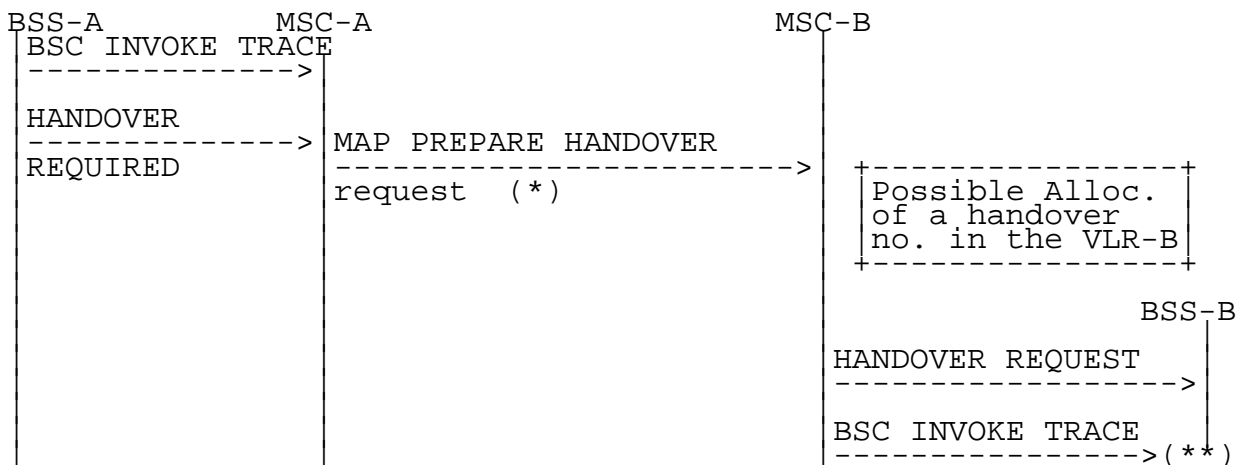 BSS-A MSC-A MSC-B
BSC INVOKE TRACE
HANDOVER
REQUIRED
MAP PREPARE HANDOVER
request (*)
Possible Alloc.
of a handover
no. in the VLR-B
BSS-B
HANDOVER REQUEST
BSC INVOKE TRACE
(**)